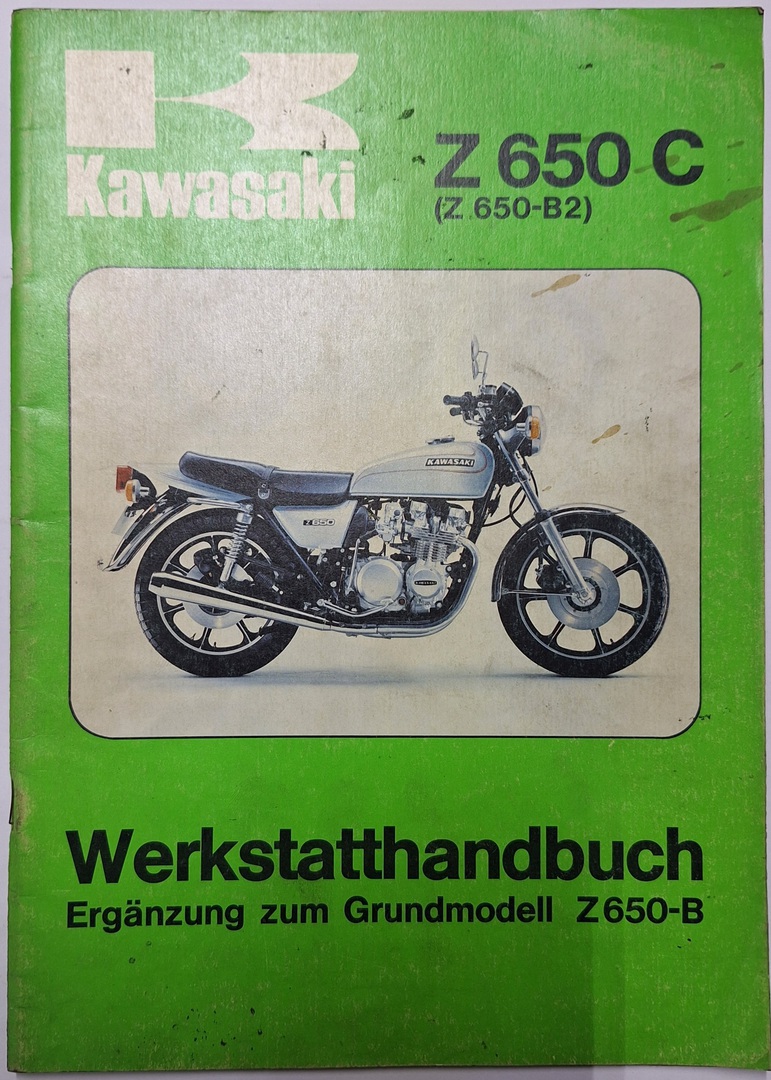 Kawasaki
Z 650 C
(Z 650-B2)
KAWASAKI
Z650
Werkstatthandbuch
Ergänzung zum Grundmodell Z650-B